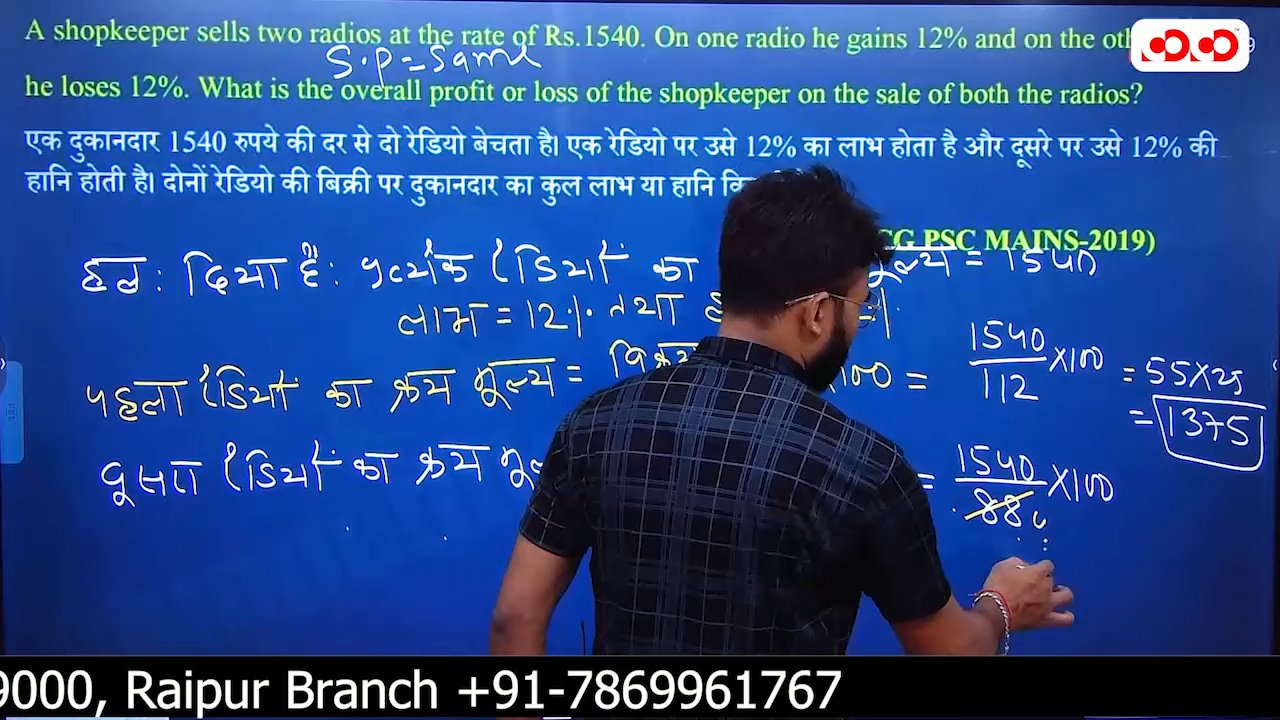 A shopkeeper sells two radios at the rate of Rs.1540. On one radio he gains 12% and on the oth
S.P = Same
he loses 12%. What is the overall profit or loss of the shopkeeper on the sale of both the radios?
एक दुकानदार 1540 रुपये की दर से दो रेडियो बेचता है। एक रेडियो पर उसे 12% का लाभ होता है और दूसरे पर उसे 12% की
हानि होती है। दोनों रेडियो की बिक्री पर दुकानदार का कुल लाभ या हानि
CG PSC MAINS-2019)
हल : दिया है : प्रत्येक रेडियो का मूल्य = 1540
लाभ = 12% तथा
पहला रेडियो का क्रय मूल्य = ×100 = 1540/112 ×100 = 55×25
= 1375
दूसरा रेडियो का क्रय = 1540/88 ×100
9000, Raipur Branch +91-7869961767